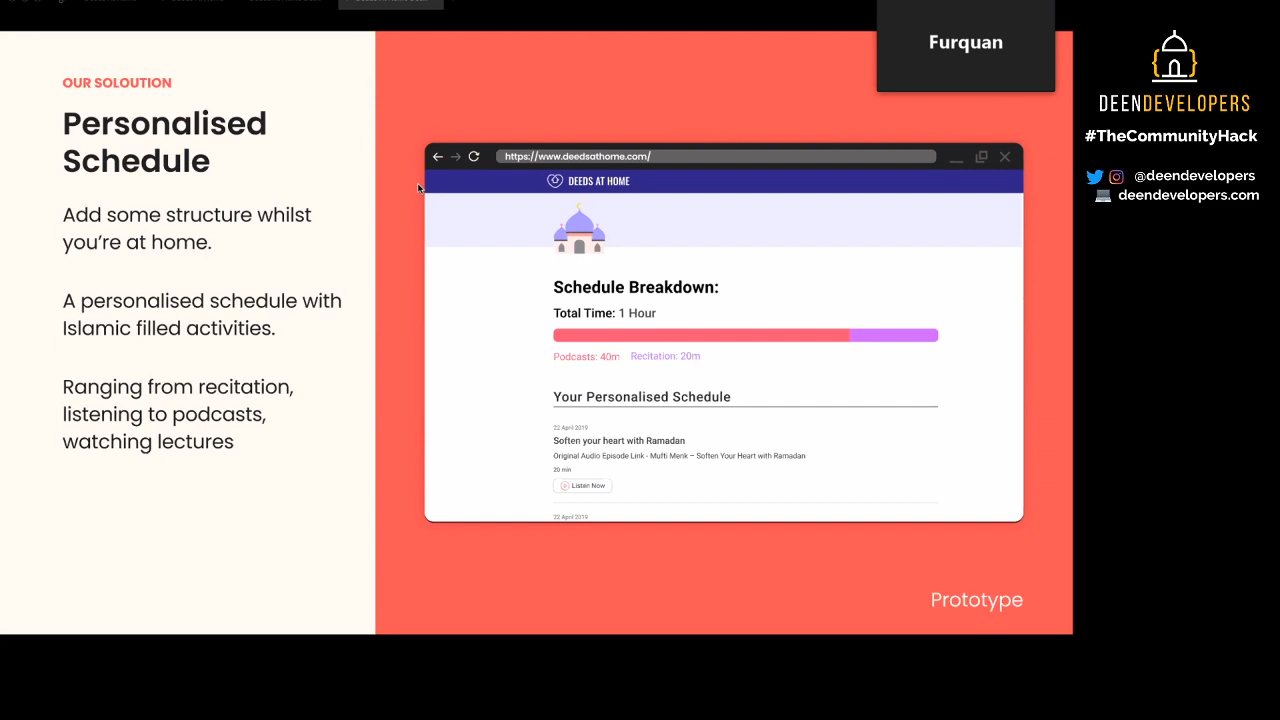 OUR SOLOUTION
Personalised
Schedule
Add some structure whilst
you're at home.
A personalised schedule with
Islamic filled activities.
Ranging from recitation,
listening to podcasts,
watching lectures
https://www.deedsathome.com/
DEEDS AT HOME
Schedule Breakdown:
Total Time: 1 Hour
Podcasts: 40m Recitation: 20m
Your Personalised Schedule
22 April 2019
Soften your heart with Ramadan
Original Audio Episode Link - Mufti Menk – Soften Your Heart with Ramadan
20 min
Listen Now
22 April 2019
Prototype
Furquan
DEENDEVELOPERS
#TheCommunityHack
@deendevelopers
deendevelopers.com